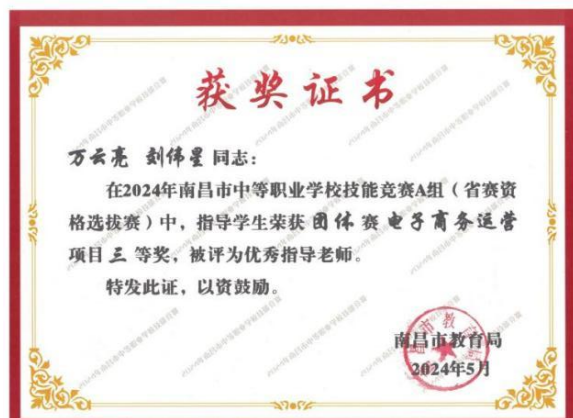 获奖证书
万云亮 刘伟星 同志：
在2024年南昌市中等职业学校技能竞赛A组（省赛资
格选拔赛）中，指导学生荣获 团体 赛 电子商务运营
项目 三 等奖，被评为优秀指导老师。
特发此证，以资鼓励。
南昌市教育局
2024年5月